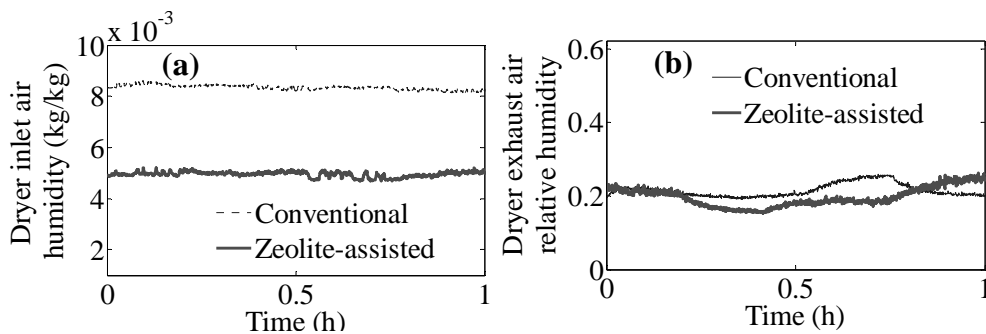 10 x 10-3
(a)
8
6
4
2
0
0.5
1
Dryer inlet air
humidity (kg/kg)
Conventional
Zeolite-assisted
Time (h)
0.6
(b)
0.4
0.2
0
0
0.5
1
Dryer exhaust air
relative humidity
Conventional
Zeolite-assisted
Time (h)